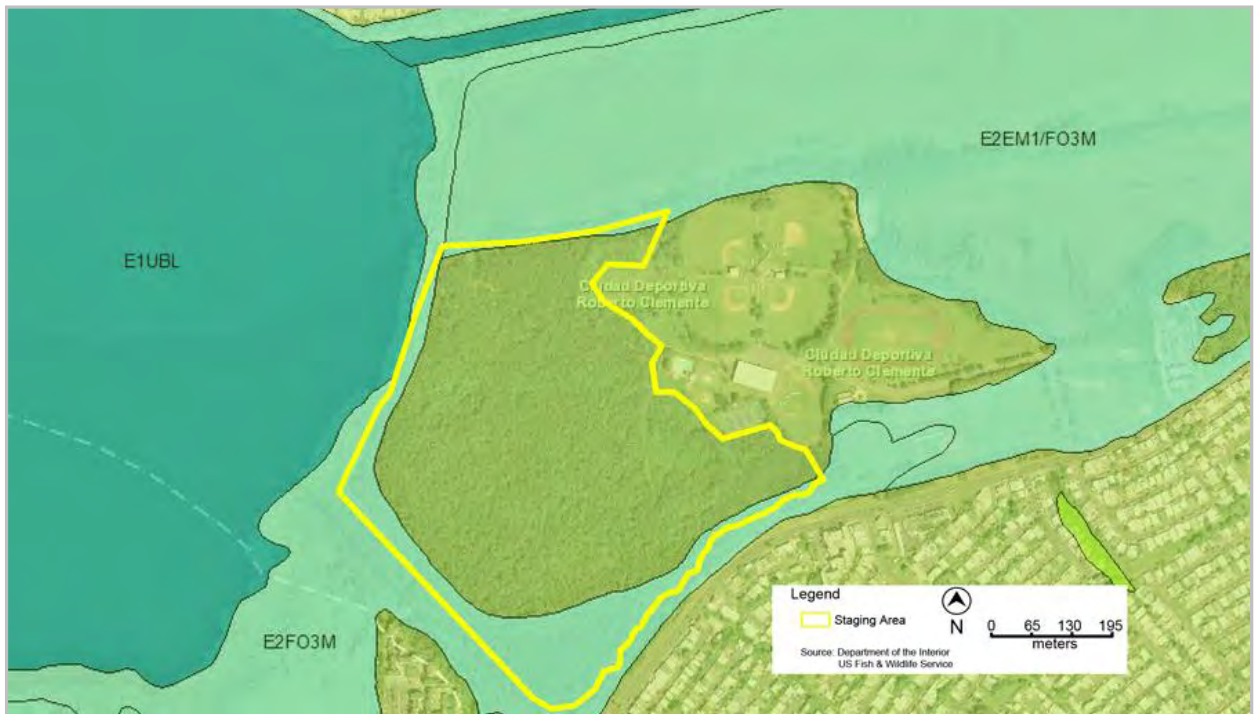 E2EM1/FO3M
E1UBL
Ciudad Deportiva
Roberto Clemente
Ciudad Deportiva
Roberto Clemente
Legend
Staging Area
N
0 65 130 195
meters
Source: Department of the Interior
US Fish & Wildlife Service
E2FO3M